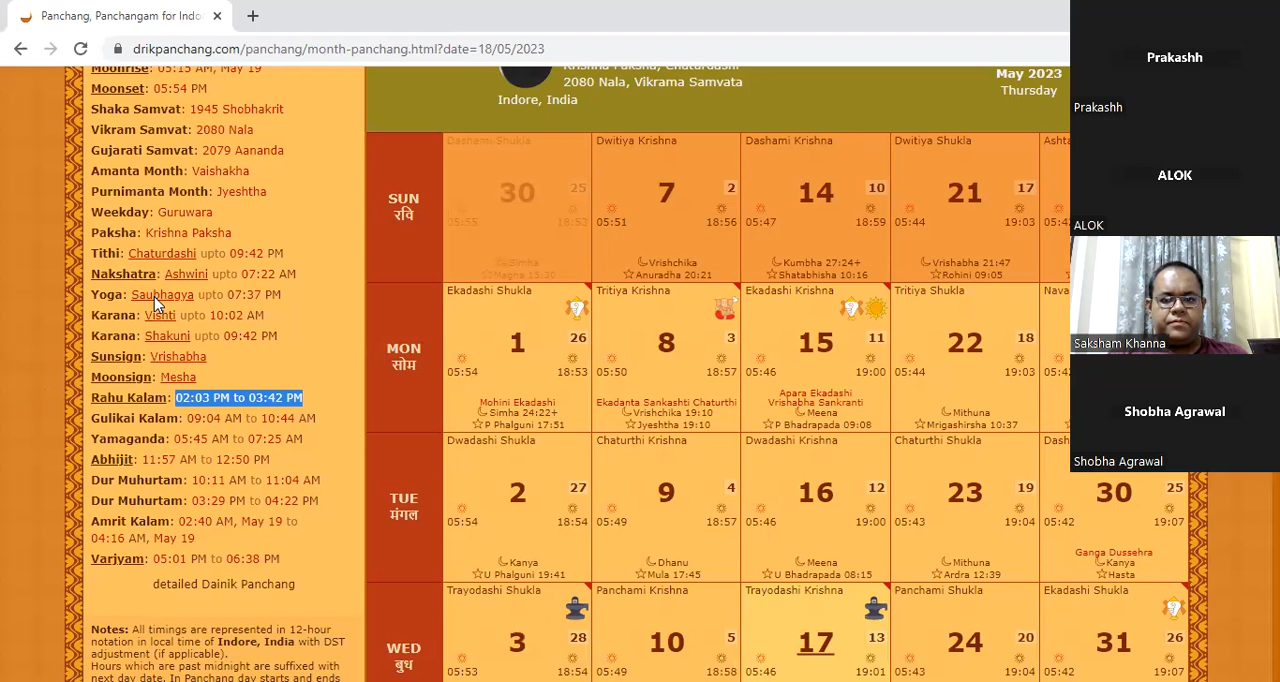 Panchang, Panchangam for Indo
drikpanchang.com/panchang/month-panchang.html?date=18/05/2023
Moonrise: 05:15 AM, May 19
Moonset: 05:54 PM
Shaka Samvat: 1945 Shobhakrit
Vikram Samvat: 2080 Nala
Gujarati Samvat: 2079 Aananda
Amanta Month: Vaishakha
Purnimanta Month: Jyeshtha
Weekday: Guruwara
Paksha: Krishna Paksha
Tithi: Chaturdashi upto 09:42 PM
Nakshatra: Ashwini upto 07:22 AM
Yoga: Saubhagya upto 07:37 PM
Karana: Vishti upto 10:02 AM
Karana: Shakuni upto 09:42 PM
Sunsign: Vrishabha
Moonsign: Mesha
Rahu Kalam: 02:03 PM to 03:42 PM
Gulikai Kalam: 09:04 AM to 10:44 AM
Yamaganda: 05:45 AM to 07:25 AM
Abhijit: 11:57 AM to 12:50 PM
Dur Muhurtam: 10:11 AM to 11:04 AM
Dur Muhurtam: 03:29 PM to 04:22 PM
Amrit Kalam: 02:40 AM, May 19 to
04:16 AM, May 19
Varjyam: 05:01 PM to 06:38 PM
detailed Dainik Panchang
Notes: All timings are represented in 12-hour
notation in local time of Indore, India with DST
adjustment (if applicable).
Hours which are past midnight are suffixed with
next day date. In Panchang day starts and ends
Krishna Paksha, Chaturdashi
2080 Nala, Vikrama Samvata
Indore, India
May 2023
Thursday
SUN
रवि
Dashami Shukla
30 25
05:55 18:53
Simha
Magha 15:30
Dwitiya Krishna
7 2
05:51 18:56
Vrishchika
Anuradha 20:21
Dashami Krishna
14 10
05:47 18:59
Kumbha 27:24+
Shatabhisha 10:16
Dwitiya Shukla
21 17
05:44 19:03
Vrishabha 21:47
Rohini 09:05
Ashta
MON
सोम
Ekadashi Shukla
1 26
05:54 18:53
Mohini Ekadashi
Simha 24:22+
P Phalguni 17:51
Tritiya Krishna
8 3
05:50 18:57
Ekdanta Sankashti Chaturthi
Vrishchika 19:10
Jyeshtha 19:10
Ekadashi Krishna
15 11
05:46 19:00
Apara Ekadashi
Vrishabha Sankranti
Meena
P Bhadrapada 09:08
Tritiya Shukla
22 18
05:44 19:03
Mithuna
Mrigashirsha 10:37
Nava
TUE
मंगल
Dwadashi Shukla
2 27
05:54 18:54
Kanya
U Phalguni 19:41
Chaturthi Krishna
9 4
05:49 18:57
Dhanu
Mula 17:45
Dwadashi Krishna
16 12
05:46 19:00
Meena
U Bhadrapada 08:15
Chaturthi Shukla
23 19
05:43 19:04
Mithuna
Ardra 12:39
Dash
30 25
05:42 19:07
Ganga Dussehra
Kanya
Hasta
WED
बुध
Trayodashi Shukla
3 28
05:53 18:54
Panchami Krishna
10 5
05:49 18:58
Trayodashi Krishna
17 13
05:46 19:01
Panchami Shukla
24 20
05:43 19:04
Ekadashi Shukla
31 26
05:42 19:07
Prakashh
Prakashh
ALOK
ALOK
Saksham Khanna
Shobha Agrawal
Shobha Agrawal